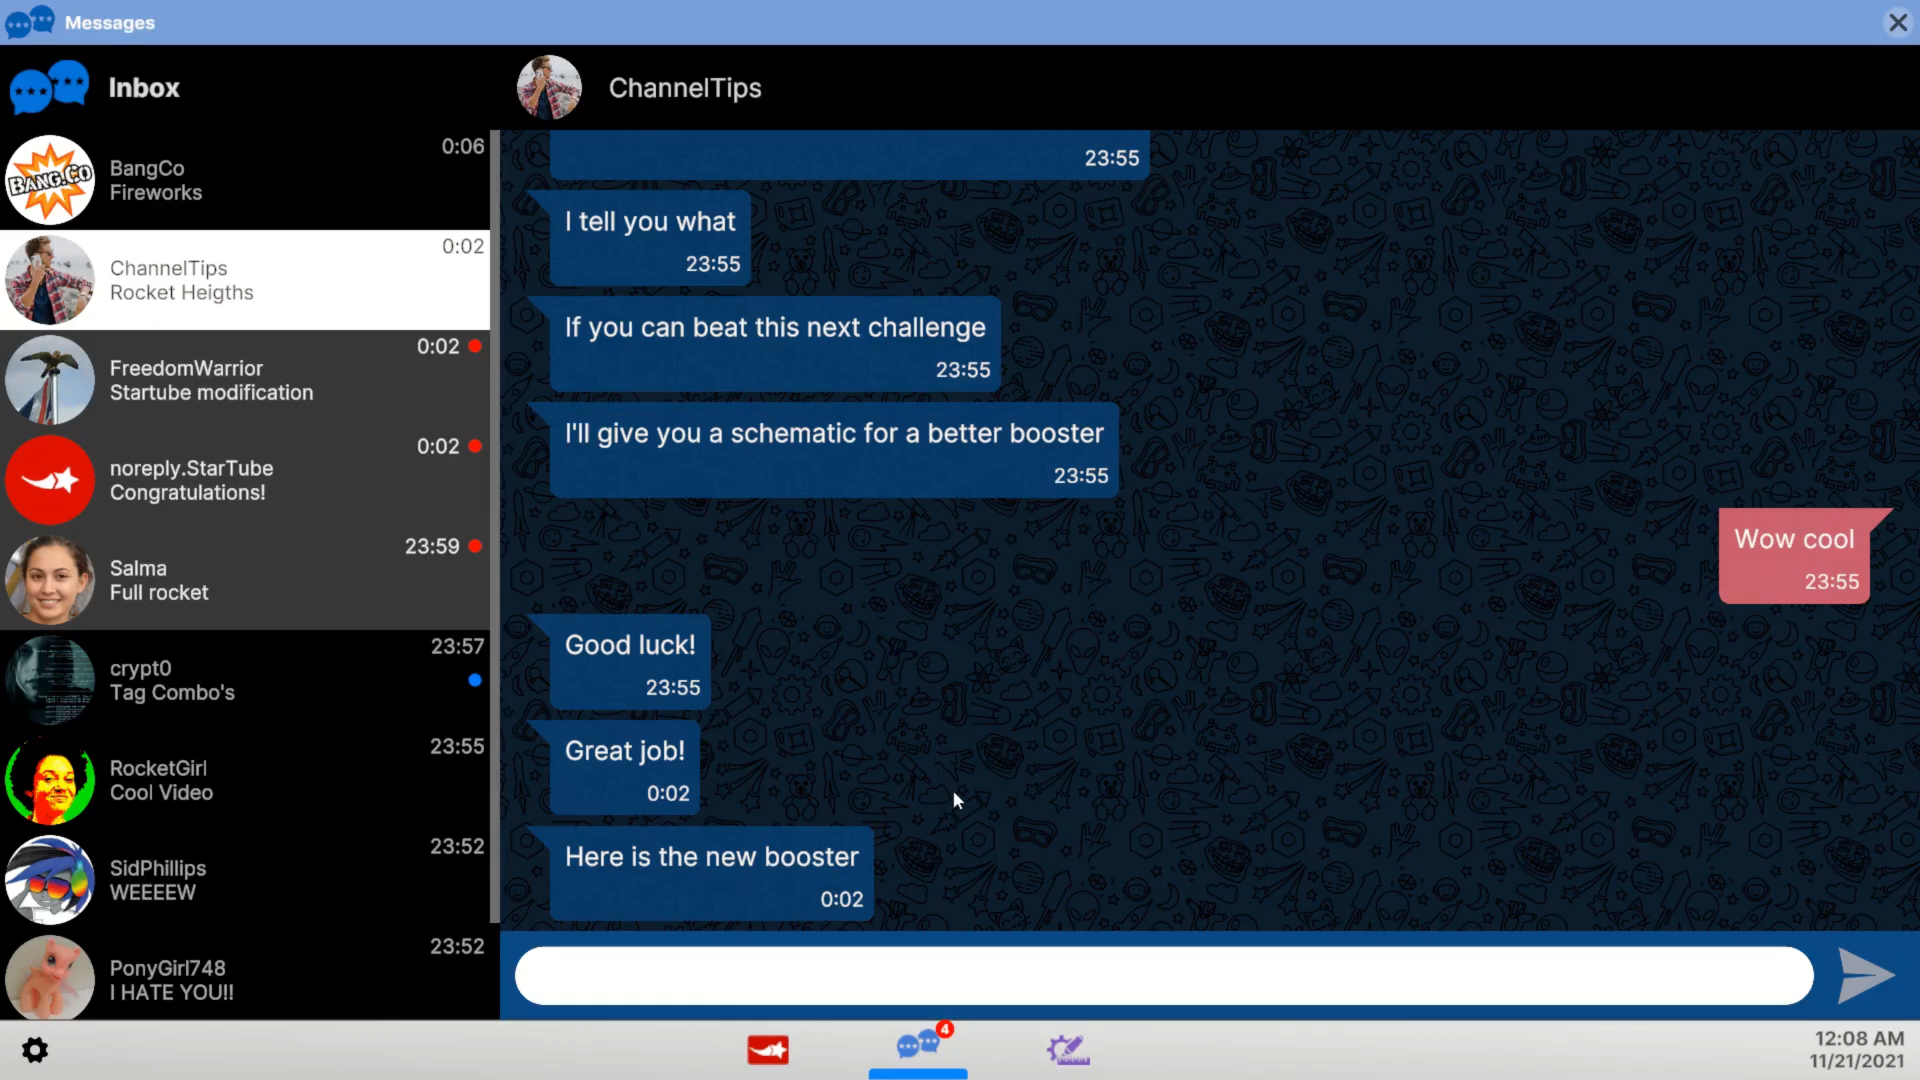 Messages
Inbox
ChannelTips
BANG.CO
BangCo
Fireworks
0:06
ChannelTips
Rocket Heigths
0:02
FreedomWarrior
Startube modification
0:02
noreply.StarTube
Congratulations!
0:02
Salma
Full rocket
23:59
crypt0
Tag Combo's
23:57
RocketGirl
Cool Video
23:55
SidPhillips
WEEEEW
23:52
PonyGirl748
I HATE YOU!!
23:52
23:55
I tell you what
23:55
If you can beat this next challenge
23:55
I'll give you a schematic for a better booster
23:55
Wow cool
23:55
Good luck!
23:55
Great job!
0:02
Here is the new booster
0:02
4
12:08 AM
11/21/2021